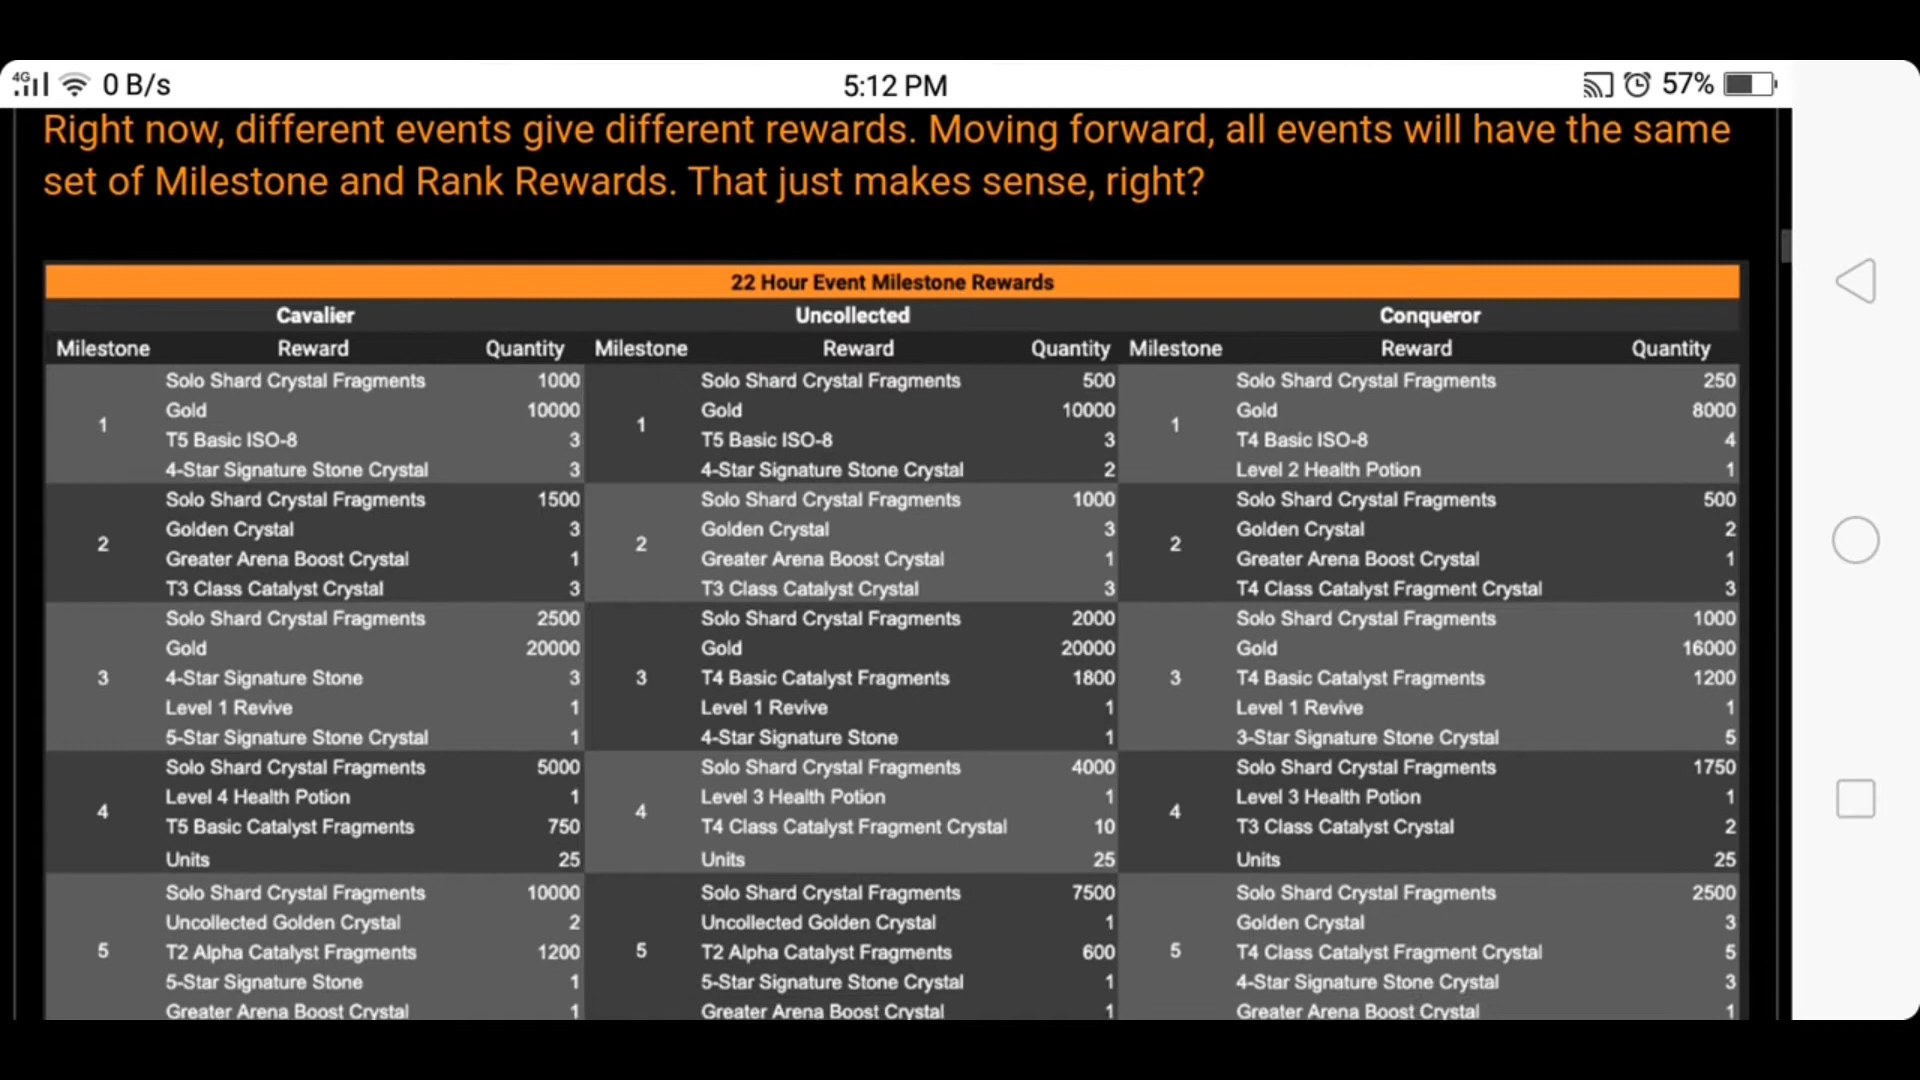 4G 0 B/s 5:12 PM 57%
Right now, different events give different rewards. Moving forward, all events will have the same
set of Milestone and Rank Rewards. That just makes sense, right?
22 Hour Event Milestone Rewards
Cavalier Uncollected Conqueror
Milestone Reward Quantity Milestone Reward Quantity Milestone Reward Quantity
Solo Shard Crystal Fragments 1000 Solo Shard Crystal Fragments 500 Solo Shard Crystal Fragments 250
Gold 10000 Gold 10000 Gold 8000
1 1 1
T5 Basic ISO-8 3 T5 Basic ISO-8 3 T4 Basic ISO-8 4
4-Star Signature Stone Crystal 3 4-Star Signature Stone Crystal 2 Level 2 Health Potion 1
Solo Shard Crystal Fragments 1500 Solo Shard Crystal Fragments 1000 Solo Shard Crystal Fragments 500
Golden Crystal 3 Golden Crystal 3 Golden Crystal 2
2 2 2
Greater Arena Boost Crystal 1 Greater Arena Boost Crystal 1 Greater Arena Boost Crystal 1
T3 Class Catalyst Crystal 3 T3 Class Catalyst Crystal 3 T4 Class Catalyst Fragment Crystal 3
Solo Shard Crystal Fragments 2500 Solo Shard Crystal Fragments 2000 Solo Shard Crystal Fragments 1000
Gold 20000 Gold 20000 Gold 16000
3 4-Star Signature Stone 3 3 T4 Basic Catalyst Fragments 1800 3 T4 Basic Catalyst Fragments 1200
Level 1 Revive 1 Level 1 Revive 1 Level 1 Revive 1
5-Star Signature Stone Crystal 1 4-Star Signature Stone 1 3-Star Signature Stone Crystal 5
Solo Shard Crystal Fragments 5000 Solo Shard Crystal Fragments 4000 Solo Shard Crystal Fragments 1750
Level 4 Health Potion 1 Level 3 Health Potion 1 Level 3 Health Potion 1
4 4 4
T5 Basic Catalyst Fragments 750 T4 Class Catalyst Fragment Crystal 10 T3 Class Catalyst Crystal 2
Units 25 Units 25 Units 25
Solo Shard Crystal Fragments 10000 Solo Shard Crystal Fragments 7500 Solo Shard Crystal Fragments 2500
Uncollected Golden Crystal 2 Uncollected Golden Crystal 1 Golden Crystal 3
5 T2 Alpha Catalyst Fragments 1200 5 T2 Alpha Catalyst Fragments 600 5 T4 Class Catalyst Fragment Crystal 5
5-Star Signature Stone 1 5-Star Signature Stone Crystal 1 4-Star Signature Stone Crystal 3
Greater Arena Boost Crystal 1 Greater Arena Boost Crystal 1 Greater Arena Boost Crystal 1